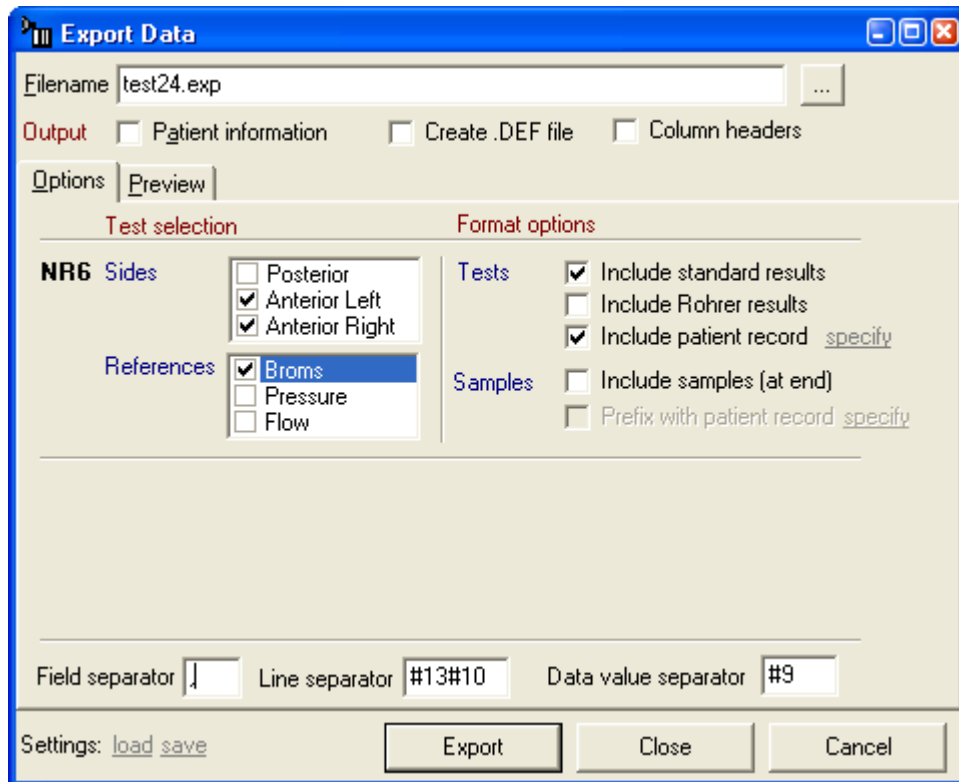 Export Data
Filename test24.exp ...
Output Patient information Create .DEF file Column headers
Options Preview
Test selection Format options
NR6 Sides Posterior Tests Include standard results
Anterior Left Include Rohrer results
Anterior Right Include patient record specify
References Broms Samples Include samples (at end)
Pressure Prefix with patient record specify
Flow
Field separator , Line separator #13#10 Data value separator #9
Settings: load save Export Close Cancel